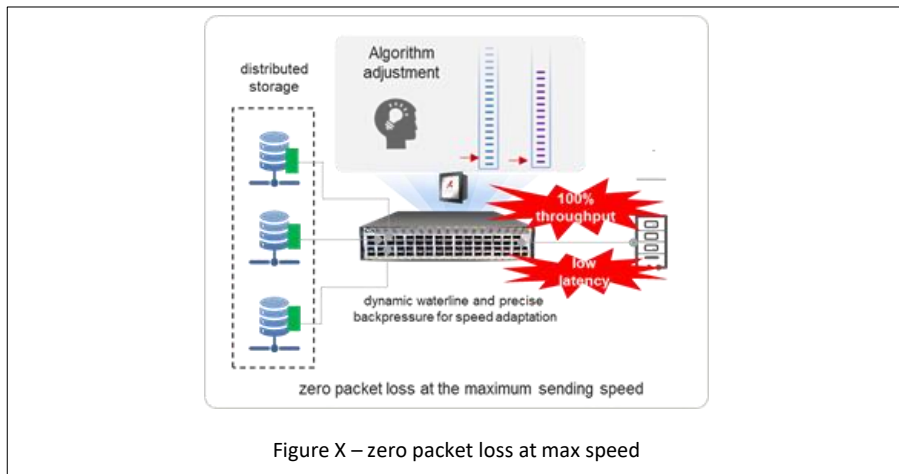 Algorithm
adjustment
distributed
storage
100%
throughput
low
latency
dynamic waterline and precise
backpressure for speed adaptation
zero packet loss at the maximum sending speed
Figure X – zero packet loss at max speed